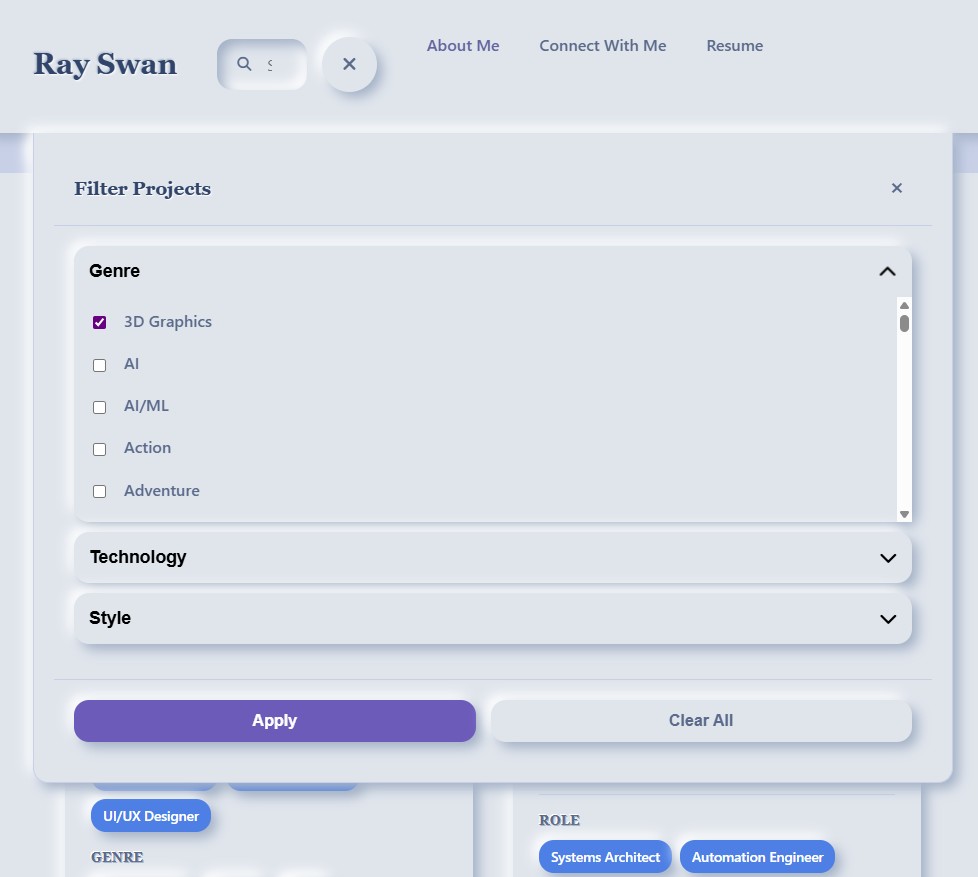 Ray Swan
About Me
Connect With Me
Resume
Filter Projects
Genre
3D Graphics
AI
AI/ML
Action
Adventure
Technology
Style
Apply
Clear All
UI/UX Designer
GENRE
ROLE
Systems Architect
Automation Engineer